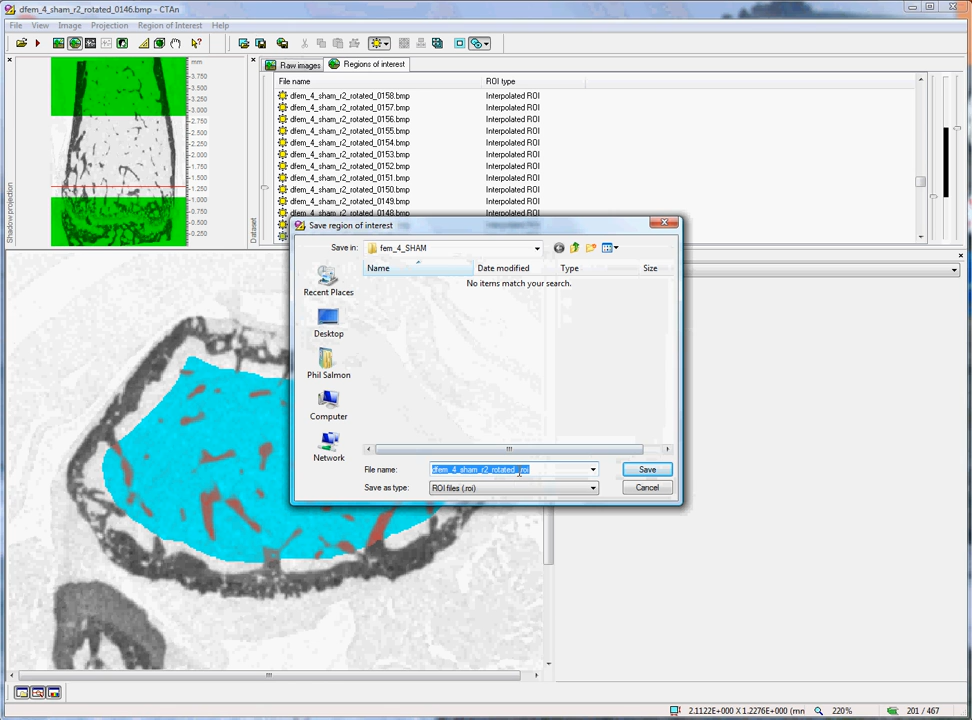 dfem_4_sham_r2_rotated_0146.bmp - CTAn
File View Image Projection Region of Interest Help
mm
3.750
3.500
3.250
3.000
2.750
2.500
2.250
2.000
1.750
1.500
1.250
1.000
0.750
0.500
0.250
Shadow projection
Dataset
Raw images Regions of interest
File name ROI type
dfem_4_sham_r2_rotated_0158.bmp Interpolated ROI
dfem_4_sham_r2_rotated_0157.bmp Interpolated ROI
dfem_4_sham_r2_rotated_0156.bmp Interpolated ROI
dfem_4_sham_r2_rotated_0155.bmp Interpolated ROI
dfem_4_sham_r2_rotated_0154.bmp Interpolated ROI
dfem_4_sham_r2_rotated_0153.bmp Interpolated ROI
dfem_4_sham_r2_rotated_0152.bmp Interpolated ROI
dfem_4_sham_r2_rotated_0151.bmp Interpolated ROI
dfem_4_sham_r2_rotated_0150.bmp Interpolated ROI
dfem_4_sham_r2_rotated_0149.bmp Interpolated ROI
dfem_4_sham_r2_rotated_0148.bmp Interpolated ROI
Save region of interest
Save in: fem_4_SHAM
Name Date modified Type Size
No items match your search.
Recent Places
Desktop
Phil Salmon
Computer
Network
File name: dfem_4_sham_r2_rotated_.roi Save
Save as type: ROI files (.roi) Cancel
2.1122E+000 X 1.2276E+000 (mn 220% 201 / 467